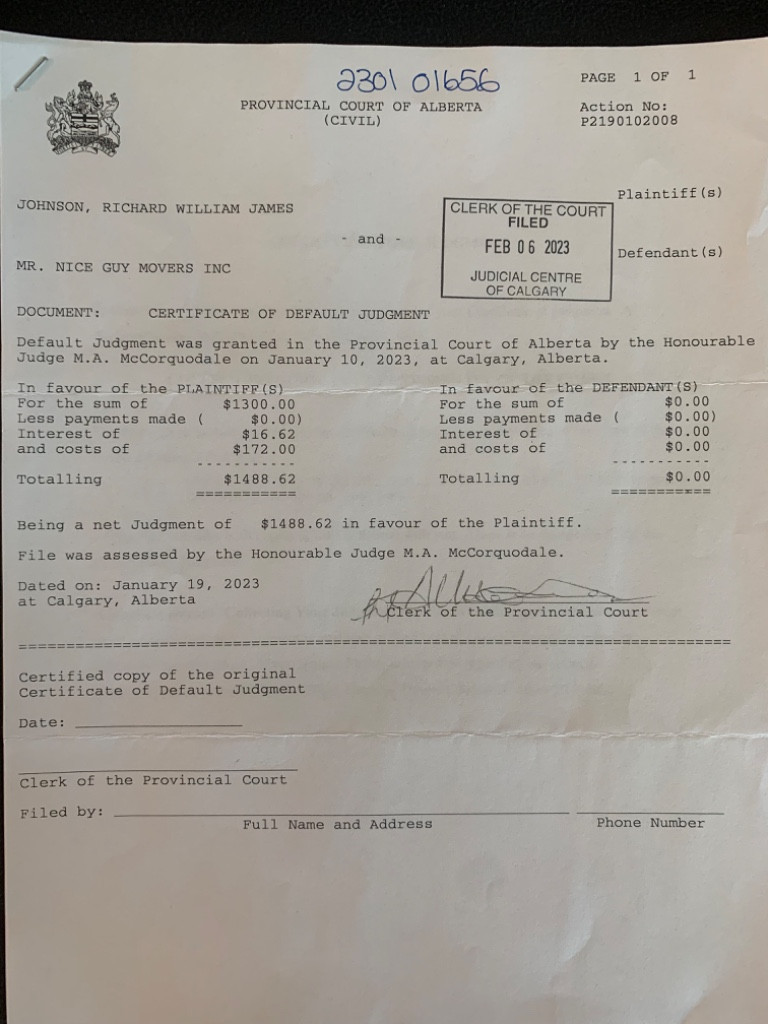 2301 01656
PAGE 1 OF 1
PROVINCIAL COURT OF ALBERTA
(CIVIL)
Action No:
P2190102008
Plaintiff(s)
JOHNSON, RICHARD WILLIAM JAMES
- and -
CLERK OF THE COURT
FILED
FEB 06 2023
JUDICIAL CENTRE
OF CALGARY
Defendant(s)
MR. NICE GUY MOVERS INC
DOCUMENT: CERTIFICATE OF DEFAULT JUDGMENT
Default Judgment was granted in the Provincial Court of Alberta by the Honourable
Judge M.A. McCorquodale on January 10, 2023, at Calgary, Alberta.
In favour of the PLAINTIFF(S) In favour of the DEFENDANT(S)
For the sum of $1300.00 For the sum of $0.00
Less payments made ( $0.00) Less payments made ( $0.00)
Interest of $16.62 Interest of $0.00
and costs of $172.00 and costs of $0.00
----------- -----------
Totalling $1488.62 Totalling $0.00
=========== ===========
Being a net Judgment of $1488.62 in favour of the Plaintiff.
File was assessed by the Honourable Judge M.A. McCorquodale.
Dated on: January 19, 2023
at Calgary, Alberta
Clerk of the Provincial Court
Certified copy of the original
Certificate of Default Judgment
Date:
Clerk of the Provincial Court
Filed by:
Full Name and Address Phone Number